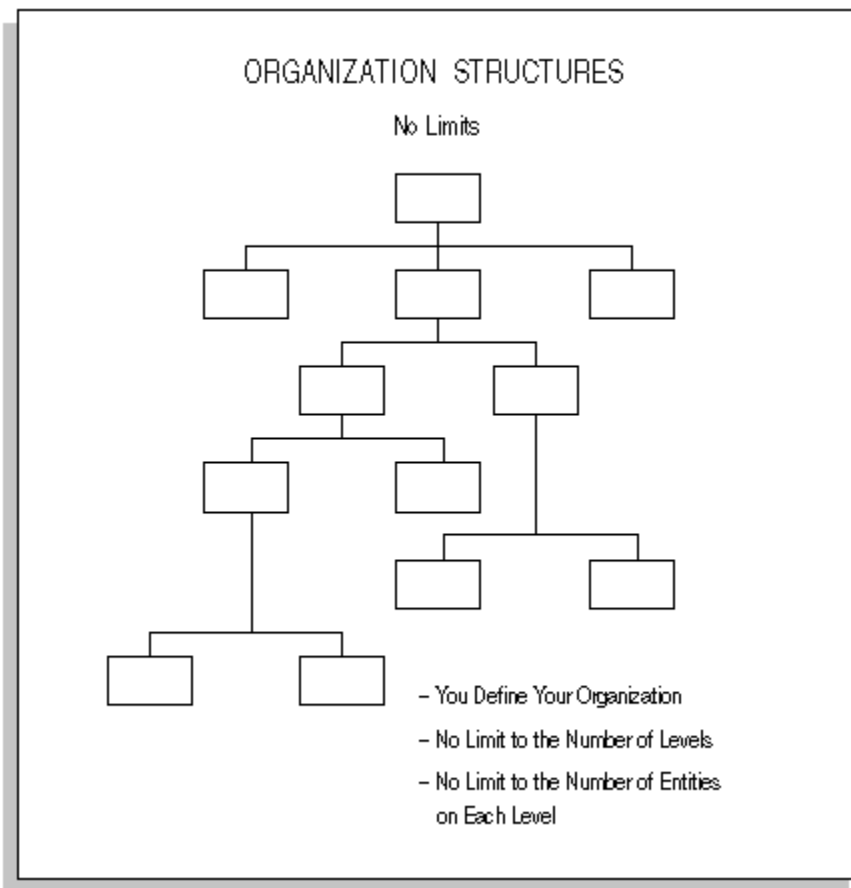 ORGANIZATION STRUCTURES
No Limits
– You Define Your Organization
– No Limit to the Number of Levels
– No Limit to the Number of Entities
on Each Level